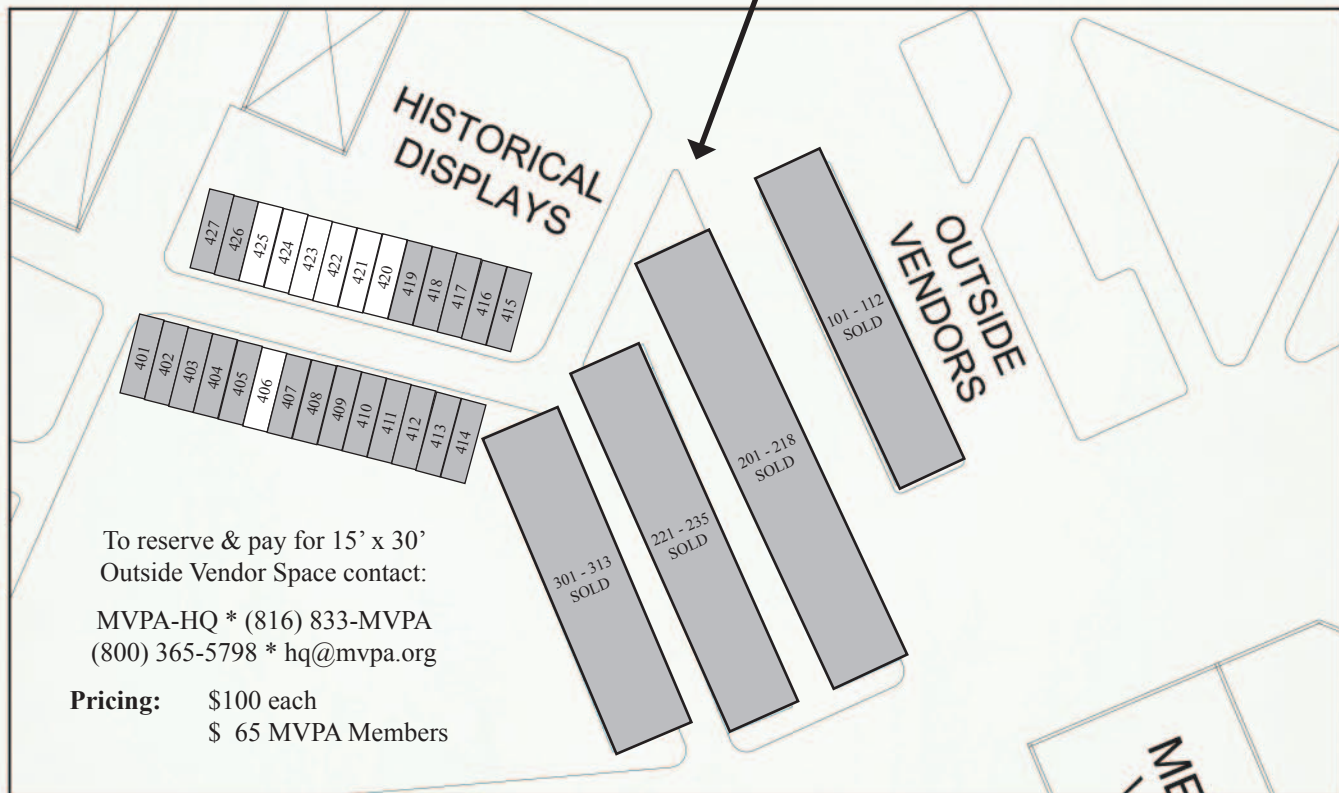 HISTORICAL
DISPLAYS
427
426
425
424
423
422
421
420
419
418
417
416
415
401
402
403
404
405
406
407
408
409
410
411
412
413
414
101 - 112
SOLD
OUTSIDE
VENDORS
201 - 218
SOLD
221 - 235
SOLD
301 - 313
SOLD
To reserve & pay for 15’ x 30’
Outside Vendor Space contact:
MVPA-HQ * (816) 833-MVPA
(800) 365-5798 * hq@mvpa.org
Pricing: $100 each
$ 65 MVPA Members